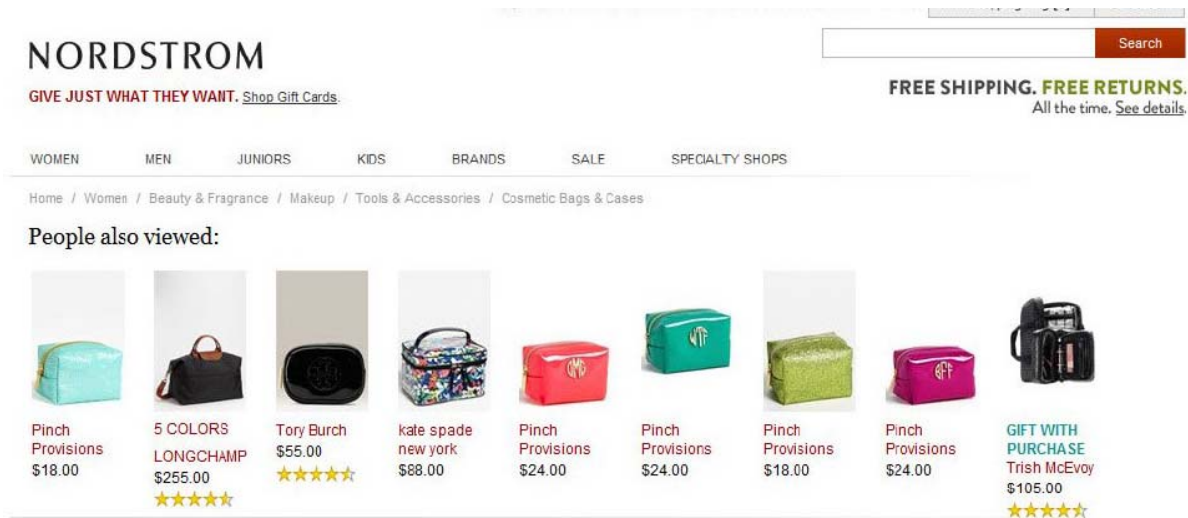 NORDSTROM
Search
GIVE JUST WHAT THEY WANT. Shop Gift Cards.
FREE SHIPPING. FREE RETURNS.
All the time. See details.
WOMEN MEN JUNIORS KIDS BRANDS SALE SPECIALTY SHOPS
Home / Women / Beauty & Fragrance / Makeup / Tools & Accessories / Cosmetic Bags & Cases
People also viewed:
OMG
WTF
BFF
Pinch
Provisions
$18.00
5 COLORS
LONGCHAMP
$255.00
Tory Burch
$55.00
kate spade
new york
$88.00
Pinch
Provisions
$24.00
Pinch
Provisions
$24.00
Pinch
Provisions
$18.00
Pinch
Provisions
$24.00
GIFT WITH
PURCHASE
Trish McEvoy
$105.00